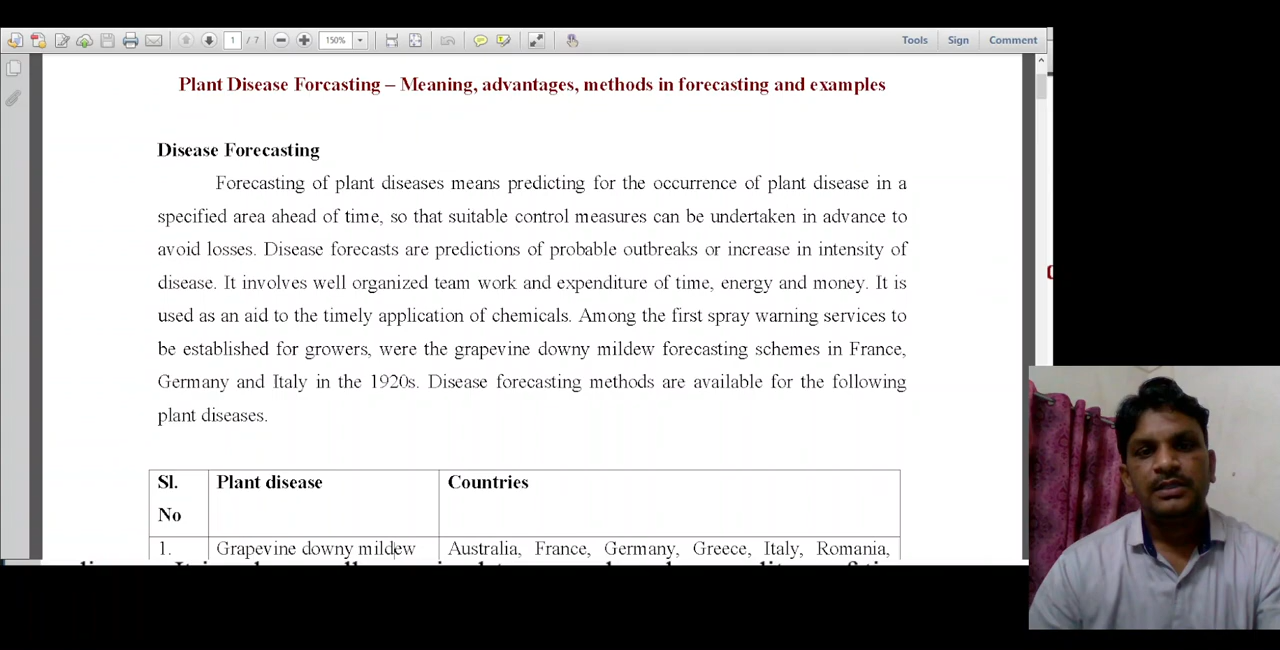 1 / 7
150%
Tools
Sign
Comment
Plant Disease Forcasting – Meaning, advantages, methods in forecasting and examples
Disease Forecasting
Forecasting of plant diseases means predicting for the occurrence of plant disease in a
specified area ahead of time, so that suitable control measures can be undertaken in advance to
avoid losses. Disease forecasts are predictions of probable outbreaks or increase in intensity of
disease. It involves well organized team work and expenditure of time, energy and money. It is
used as an aid to the timely application of chemicals. Among the first spray warning services to
be established for growers, were the grapevine downy mildew forecasting schemes in France,
Germany and Italy in the 1920s. Disease forecasting methods are available for the following
plant diseases.
Sl. No
Plant disease
Countries
1.
Grapevine downy mildew
Australia, France, Germany, Greece, Italy, Romania,